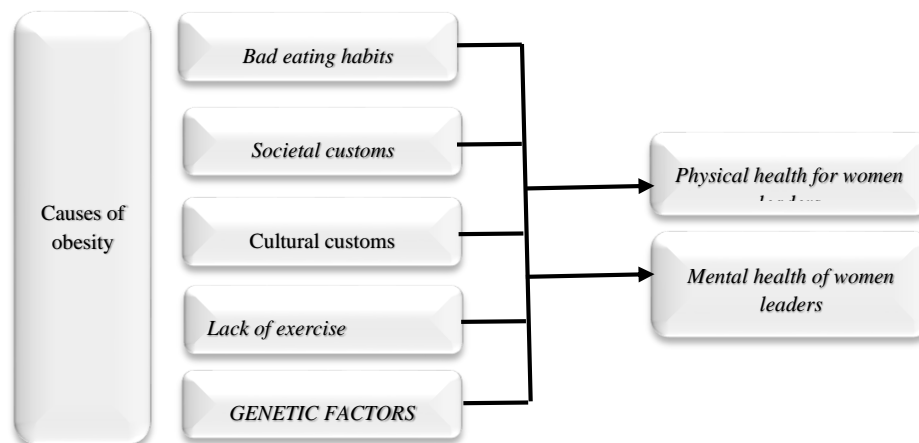 Causes of
obesity
Bad eating habits
Societal customs
Cultural customs
Lack of exercise
GENETIC FACTORS
Physical health for women
Mental health of women
leaders